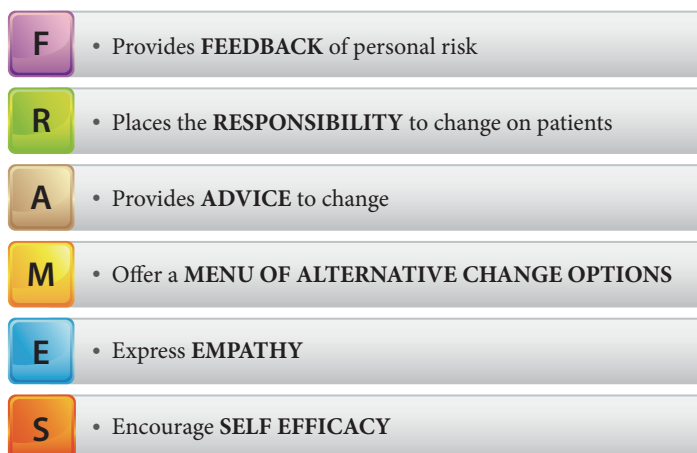 F • Provides FEEDBACK of personal risk
R • Places the RESPONSIBILITY to change on patients
A • Provides ADVICE to change
M • Offer a MENU OF ALTERNATIVE CHANGE OPTIONS
E • Express EMPATHY
S • Encourage SELF EFFICACY